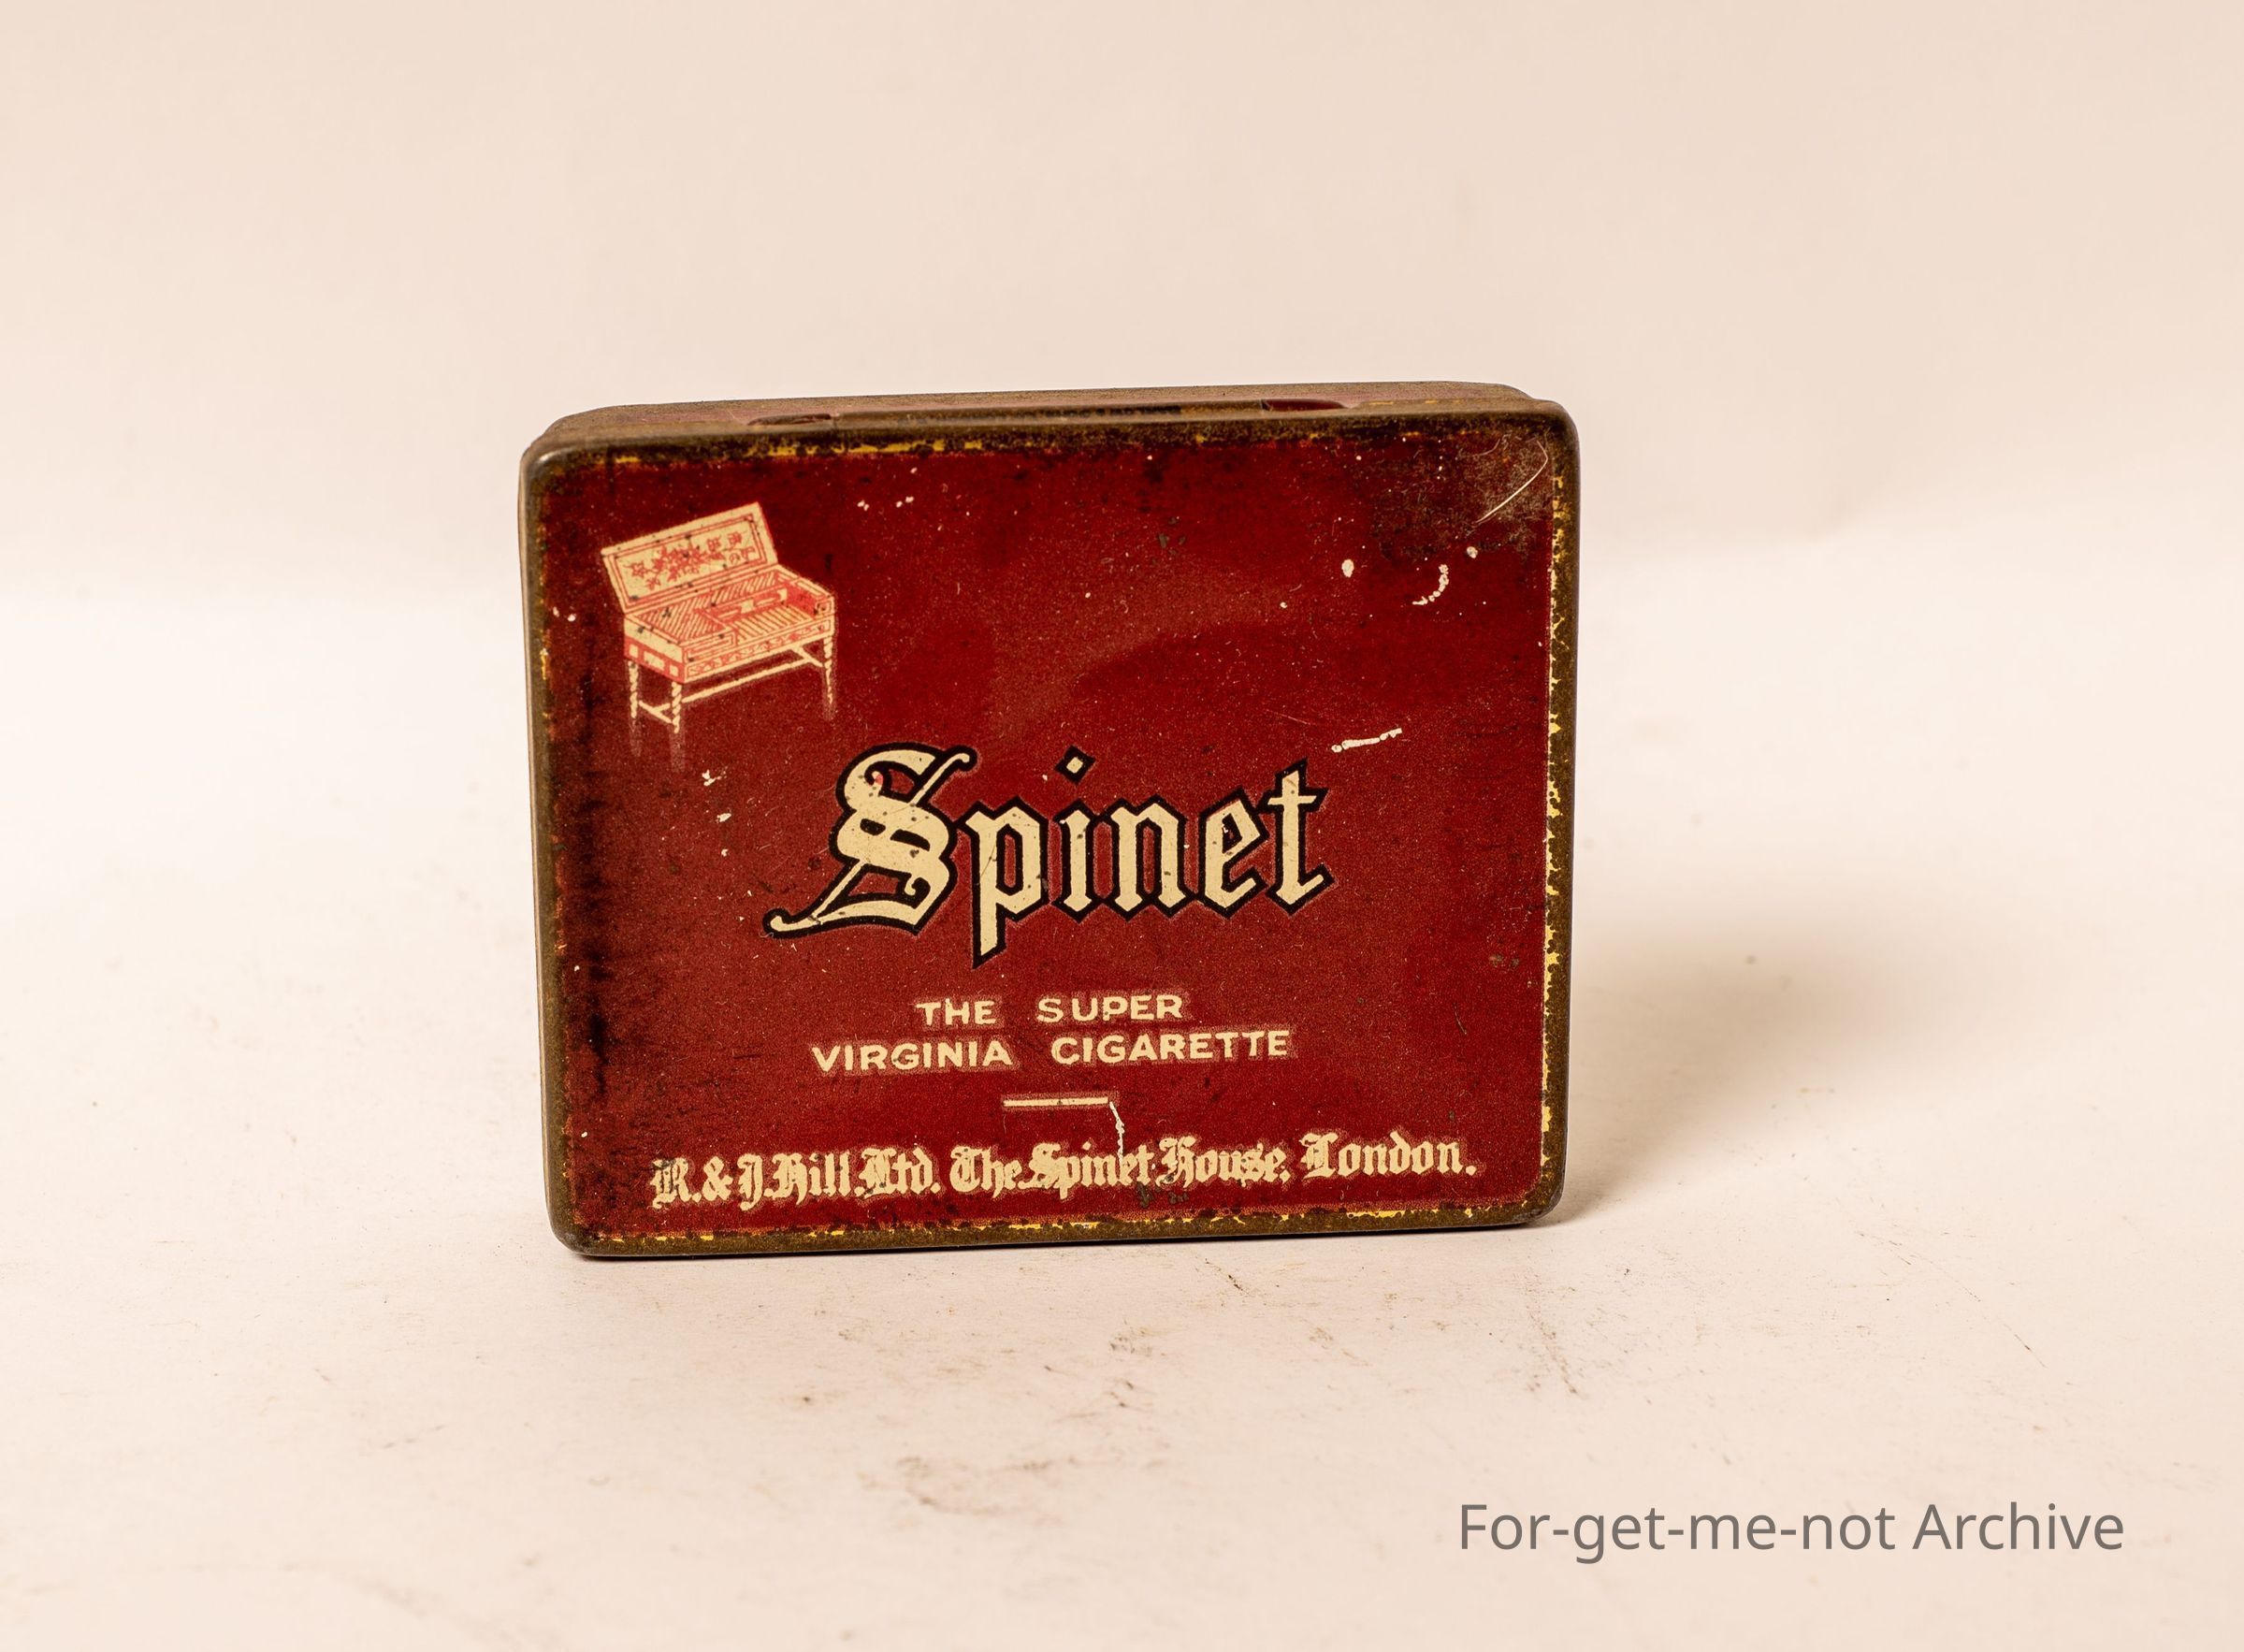 Spinet
THE SUPER
VIRGINIA CIGARETTE
R. & J. Hill. Ltd. The Spinet House, London.
For-get-me-not Archive